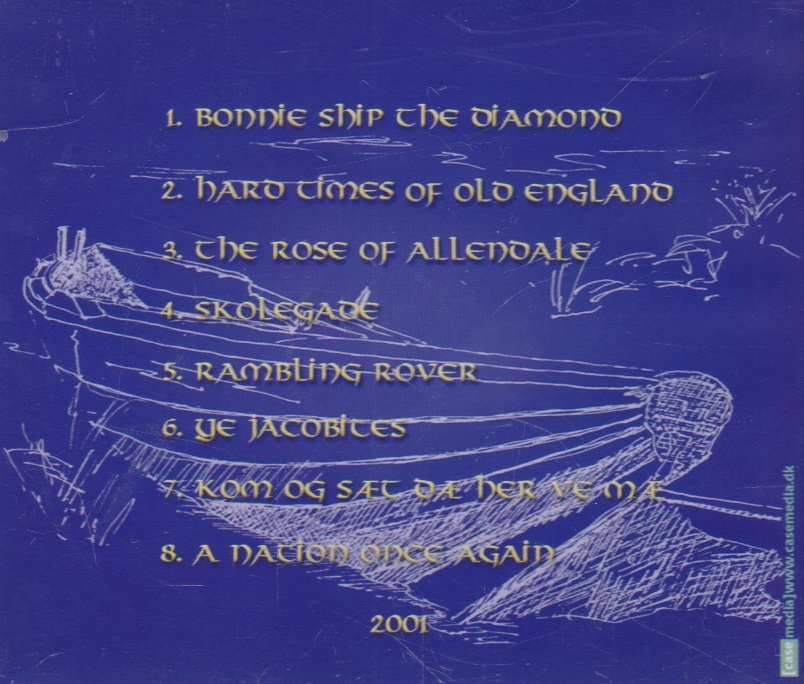 1. Bonnie Ship the Diamond
2. Hard Times of Old England
3. The Rose of Allendale
4. Skolegade
5. Rambling Rover
6. Ye Jacobites
7. Kom og sæt dæ her ve mæ
8. A Nation Once Again
2001
[case media] www.casemedia.dk